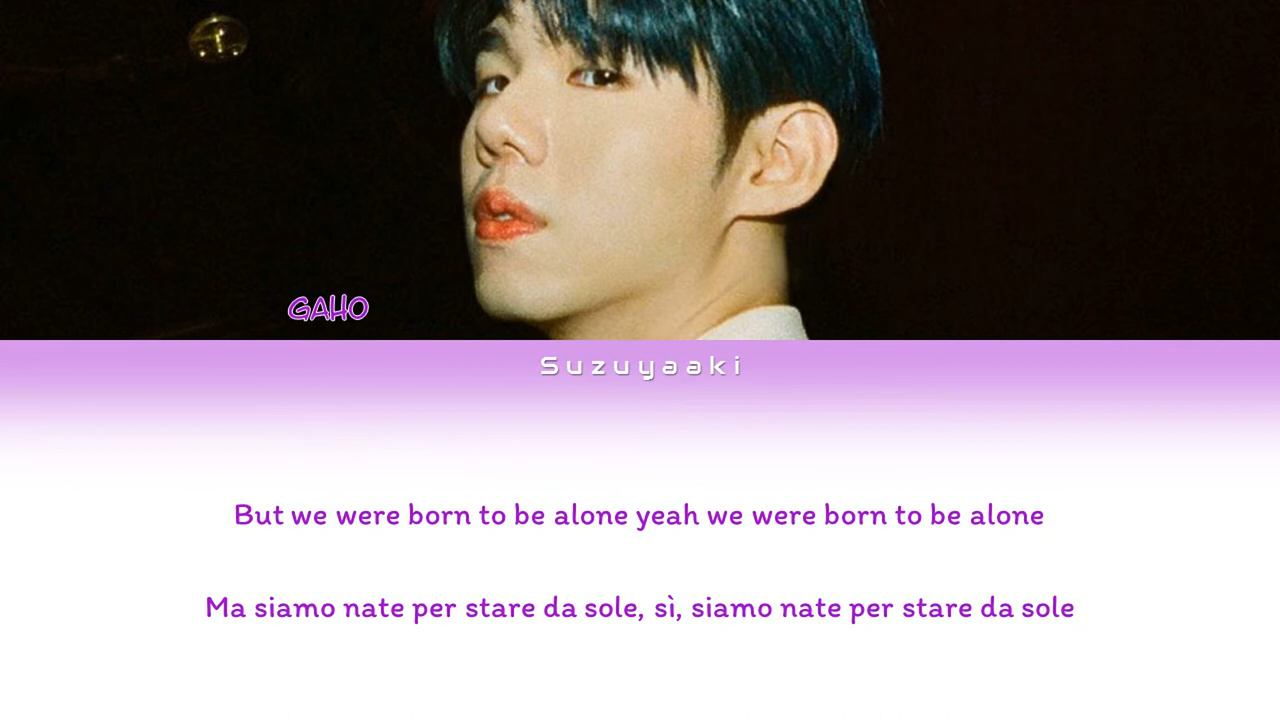 GAHO
Suzuyaaki
But we were born to be alone yeah we were born to be alone
Ma siamo nate per stare da sole, sì, siamo nate per stare da sole